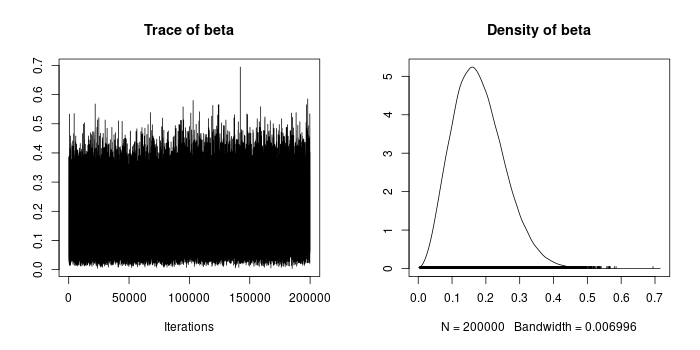 Trace of beta
0.7
0.6
0.5
0.4
0.3
0.2
0.1
0.0
0 50000 100000 150000 200000
Iterations
Density of beta
5
4
3
2
1
0
0.0 0.1 0.2 0.3 0.4 0.5 0.6 0.7
N = 200000 Bandwidth = 0.006996